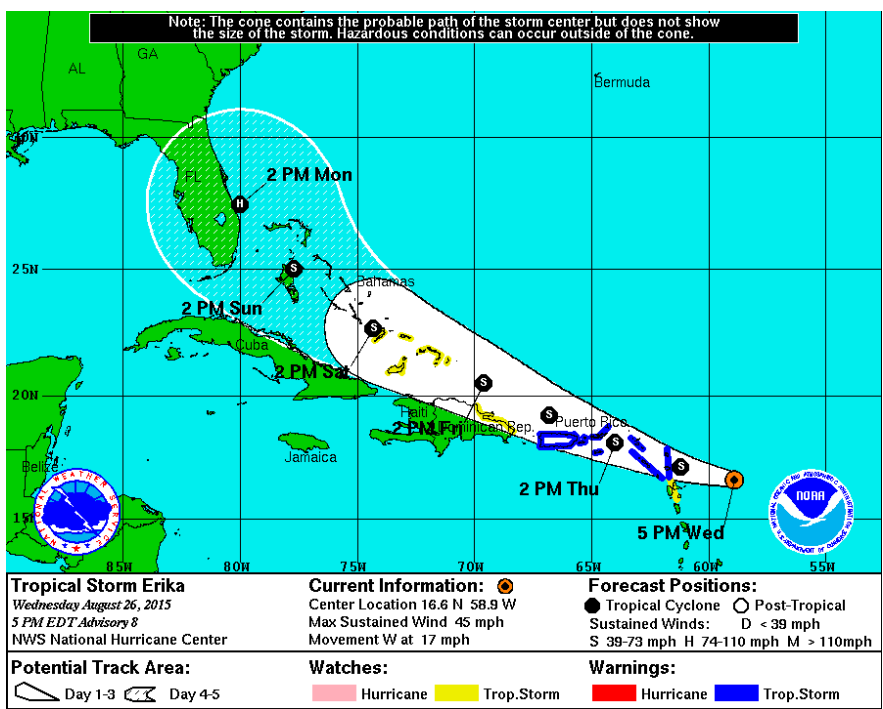 Note: The cone contains the probable path of the storm center but does not show
the size of the storm. Hazardous conditions can occur outside of the cone.
AL
GA
Bermuda
30N
2 PM Mon
FL
H
25N
S
Bahamas
2 PM Sun
S
Cuba
2 PM Sat
S
20N
Haiti
S
Puerto Rico
2 PM Fri
Dominican Rep.
Jamaica
S
Belize
S
2 PM Thu
NATIONAL WEATHER SERVICE
NOAA
15N
5 PM Wed
85W
80W
75W
70W
65W
60W
55W
Tropical Storm Erika
Wednesday August 26, 2015
5 PM EDT Advisory 8
NWS National Hurricane Center
Current Information:
Center Location 16.6 N 58.9 W
Max Sustained Wind 45 mph
Movement W at 17 mph
Forecast Positions:
Tropical Cyclone Post-Tropical
Sustained Winds: D < 39 mph
S 39-73 mph H 74-110 mph M > 110mph
Potential Track Area:
Day 1-3 Day 4-5
Watches:
Hurricane Trop.Storm
Warnings:
Hurricane Trop.Storm